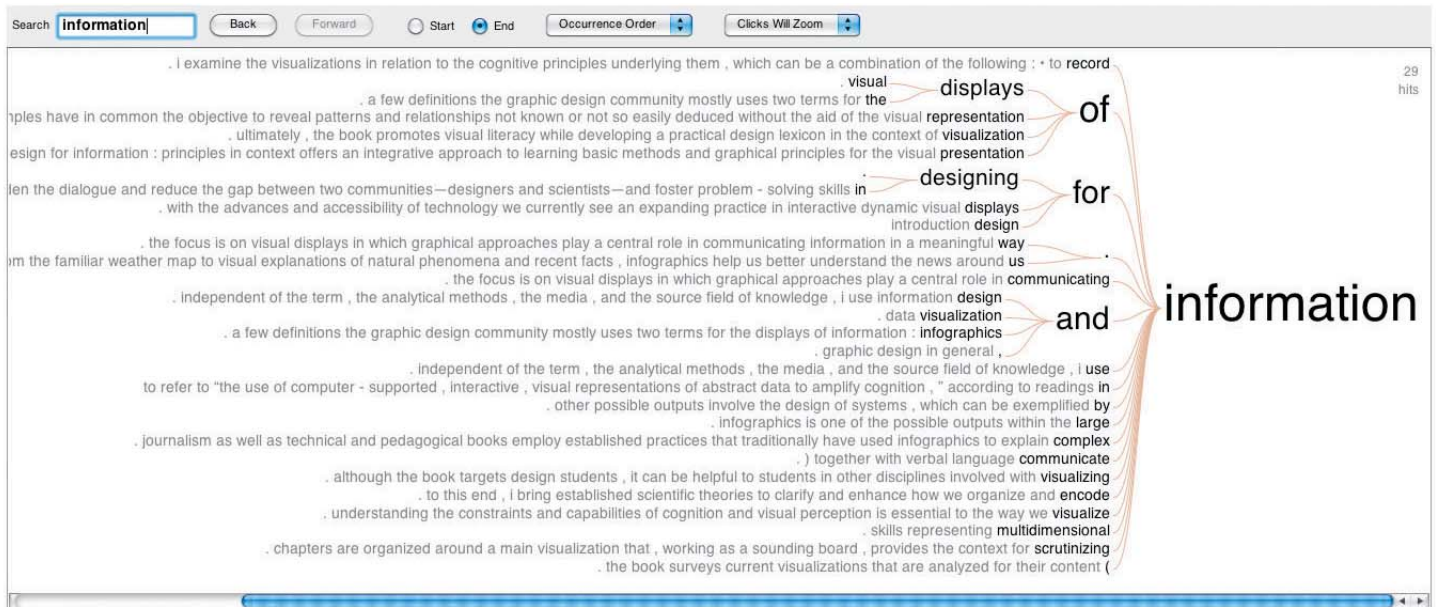 Search information Back Forward Start End Occurrence Order Clicks Will Zoom
29
hits
. i examine the visualizations in relation to the cognitive principles underlying them , which can be a combination of the following : • to record
. visual
displays
. a few definitions the graphic design community mostly uses two terms for the
of
have in common the objective to reveal patterns and relationships not known or not so easily deduced without the aid of the visual representation
. ultimately , the book promotes visual literacy while developing a practical design lexicon in the context of visualization
for information : principles in context offers an integrative approach to learning basic methods and graphical principles for the visual presentation
.
designing
the dialogue and reduce the gap between two communities—designers and scientists—and foster problem - solving skills in
for
. with the advances and accessibility of technology we currently see an expanding practice in interactive dynamic visual displays
introduction design
. the focus is on visual displays in which graphical approaches play a central role in communicating information in a meaningful way
.
the familiar weather map to visual explanations of natural phenomena and recent facts , infographics help us better understand the news around us
. the focus is on visual displays in which graphical approaches play a central role in communicating
. independent of the term , the analytical methods , the media , and the source field of knowledge , i use information design
. data visualization
and
information
. a few definitions the graphic design community mostly uses two terms for the displays of information : infographics
. graphic design in general ,
. independent of the term , the analytical methods , the media , and the source field of knowledge , i use
to refer to “the use of computer - supported , interactive , visual representations of abstract data to amplify cognition , ” according to readings in
. other possible outputs involve the design of systems , which can be exemplified by
. infographics is one of the possible outputs within the large
. journalism as well as technical and pedagogical books employ established practices that traditionally have used infographics to explain complex
. ) together with verbal language communicate
. although the book targets design students , it can be helpful to students in other disciplines involved with visualizing
. to this end , i bring established scientific theories to clarify and enhance how we organize and encode
. understanding the constraints and capabilities of cognition and visual perception is essential to the way we visualize
. skills representing multidimensional
. chapters are organized around a main visualization that , working as a sounding board , provides the context for scrutinizing
. the book surveys current visualizations that are analyzed for their content (